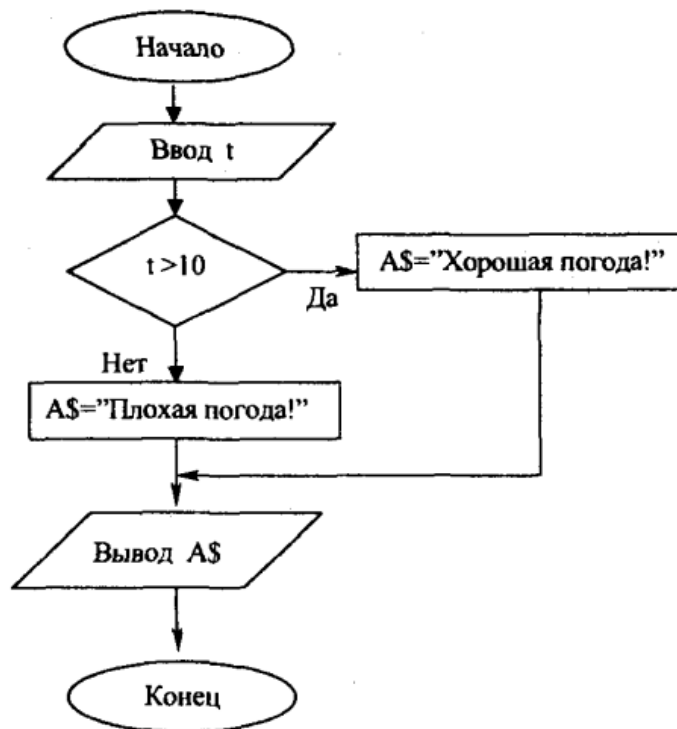 Начало
Ввод t
t >10
Да
A$="Хорошая погода!"
Нет
A$="Плохая погода!"
Вывод A$
Конец